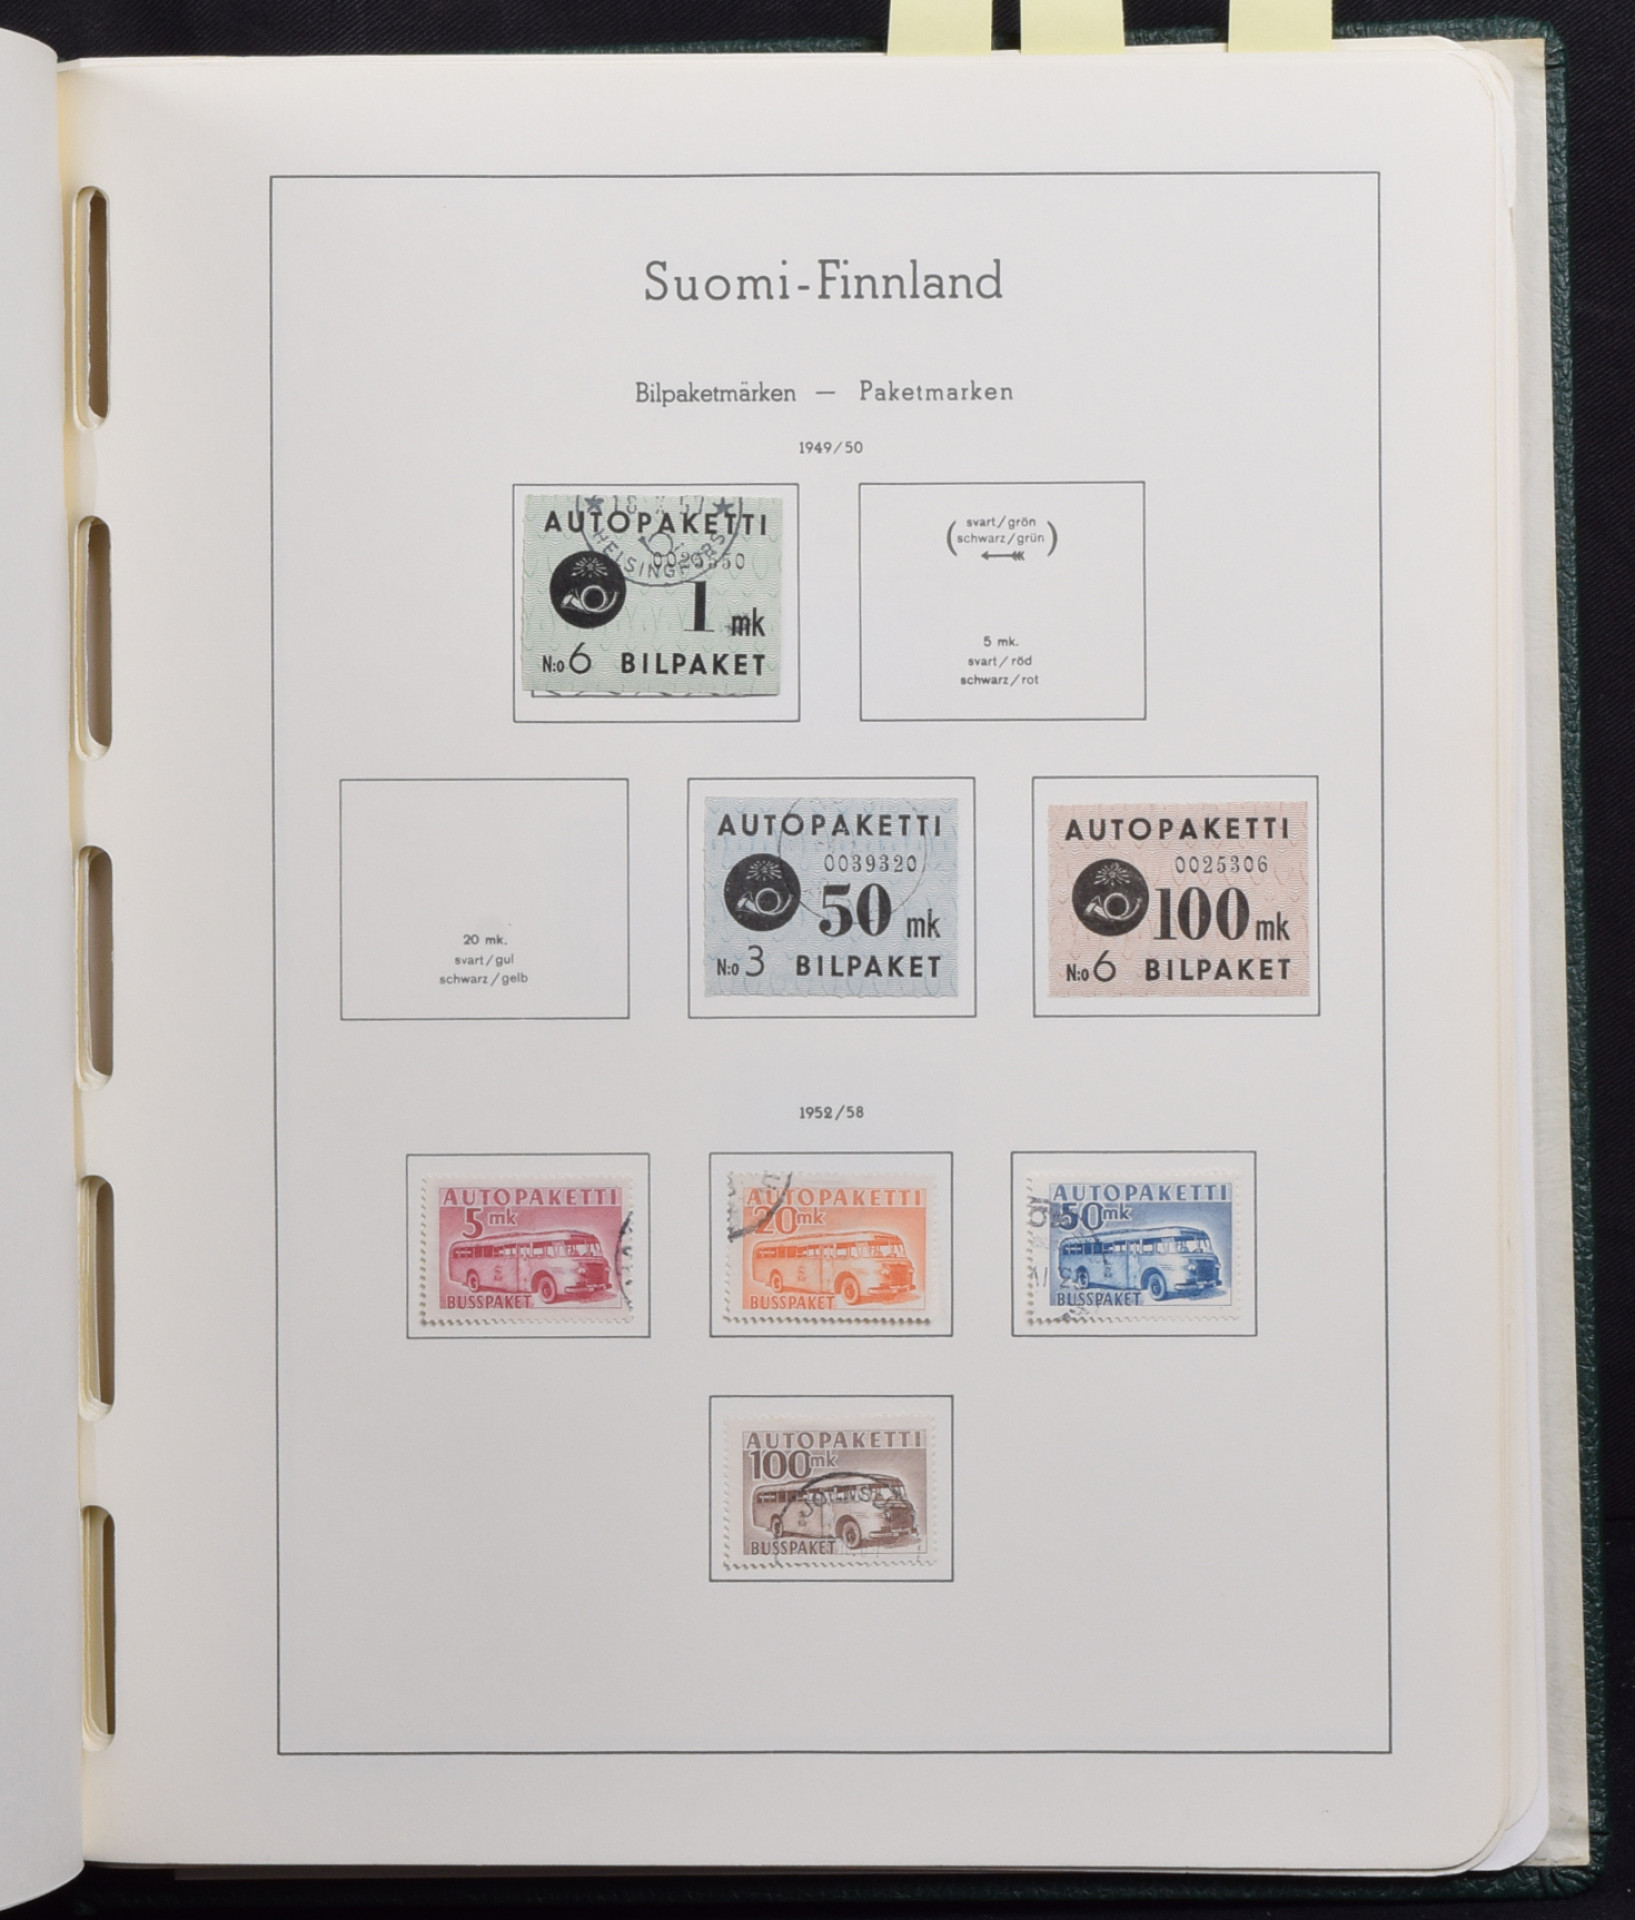 Suomi-Finnland
Bilpaketmärken — Paketmarken
1949/50
AUTOPAKETTI
HELSINGFORS
1 mk
N:o 6 BILPAKET
(svart/grön
schwarz/grün)
5 mk.
svart/röd
schwarz/rot
20 mk.
svart/gul
schwarz/gelb
AUTOPAKETTI
0039320
50 mk
N:o 3 BILPAKET
AUTOPAKETTI
0025306
100 mk
N:o 6 BILPAKET
1952/58
AUTOPAKETTI
5 mk
BUSSPAKET
AUTOPAKETTI
20 mk
BUSSPAKET
AUTOPAKETTI
50 mk
BUSSPAKET
AUTOPAKETTI
100 mk
BUSSPAKET